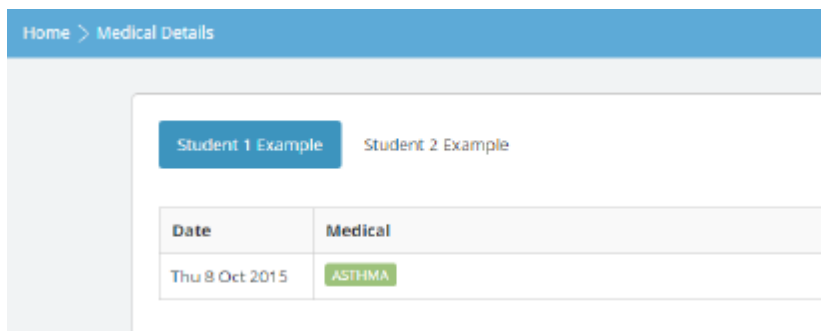 Home > Medical Details
Student 1 Example Student 2 Example
Date Medical
Thu 8 Oct 2015 ASTHMA